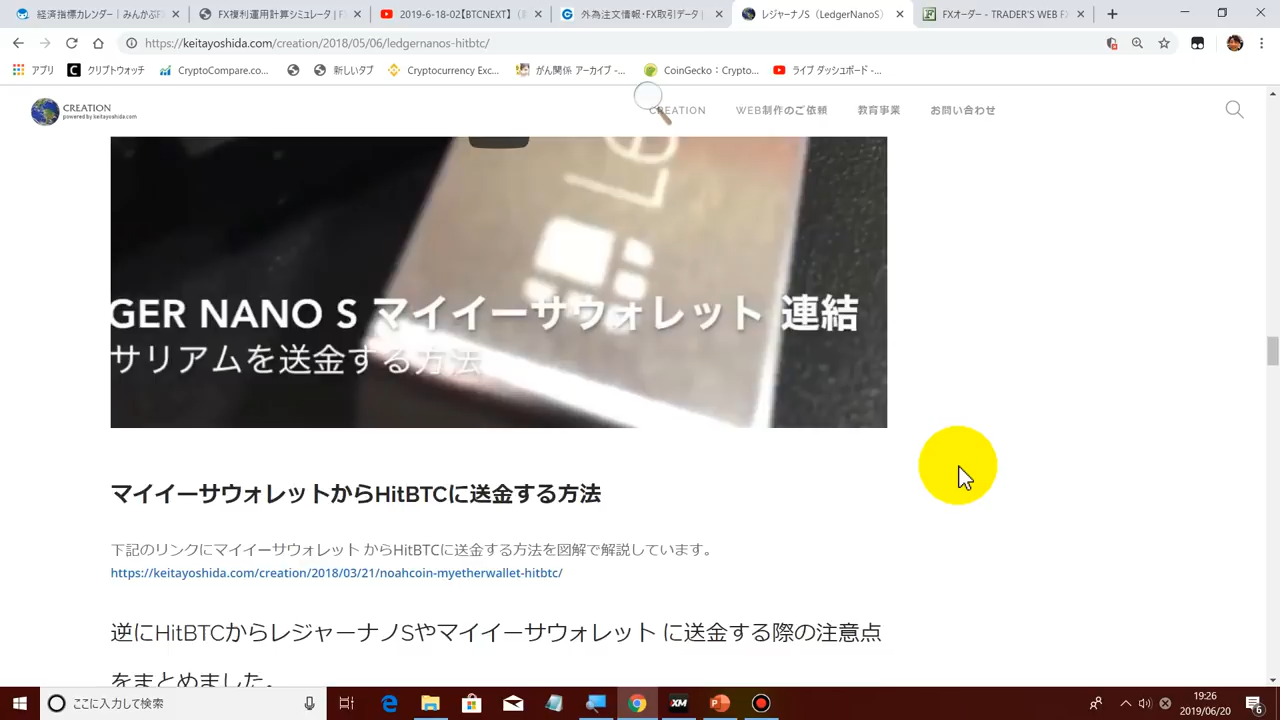 経済指標カレンダー | みんかぶF
FX複利運用計算シミュレータ | F
2019-6-18-02【BTCNEXT】(
外為注文情報・FX取引データ |
レジャーナノS（LedgerNanoS）
FXオーダー - TRADER'S WEB F
https://keitayoshida.com/creation/2018/05/06/ledgernanos-hitbtc/
アプリ
クリプトウォッチ
CryptoCompare.co...
新しいタブ
Cryptocurrency Exc...
がん関係 アーカイブ - ...
CoinGecko：Crypto...
ライブ ダッシュボード - ...
CREATION
powered by keitayoshida.com
CREATION
WEB制作のご依頼
教育事業
お問い合わせ
GER NANO S マイイーサウォレット 連結
サリアムを送金する方法
マイイーサウォレットからHitBTCに送金する方法
下記のリンクにマイイーサウォレット からHitBTCに送金する方法を図解で解説しています。
https://keitayoshida.com/creation/2018/03/21/noahcoin-myetherwallet-hitbtc/
逆にHitBTCからレジャーナノSやマイイーサウォレット に送金する際の注意点
をまとめました。
ここに入力して検索
XM
19:26
2019/06/20
6